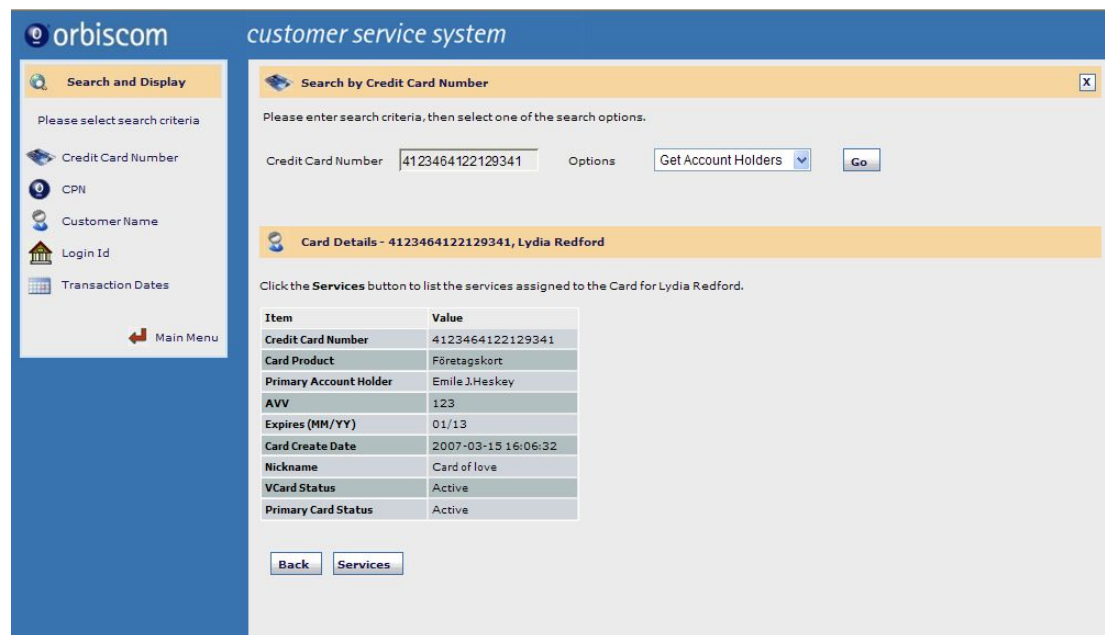 orbiscom
customer service system
Search and Display
Please select search criteria
Credit Card Number
CPN
Customer Name
Login Id
Transaction Dates
Main Menu
Search by Credit Card Number
X
Please enter search criteria, then select one of the search options.
Credit Card Number 4123464122129341 Options Get Account Holders Go
Card Details - 4123464122129341, Lydia Redford
Click the Services button to list the services assigned to the Card for Lydia Redford.
Item Value
Credit Card Number 4123464122129341
Card Product Företagskort
Primary Account Holder Emile J.Heskey
AVV 123
Expires (MM/YY) 01/13
Card Create Date 2007-03-15 16:06:32
Nickname Card of love
VCard Status Active
Primary Card Status Active
Back Services